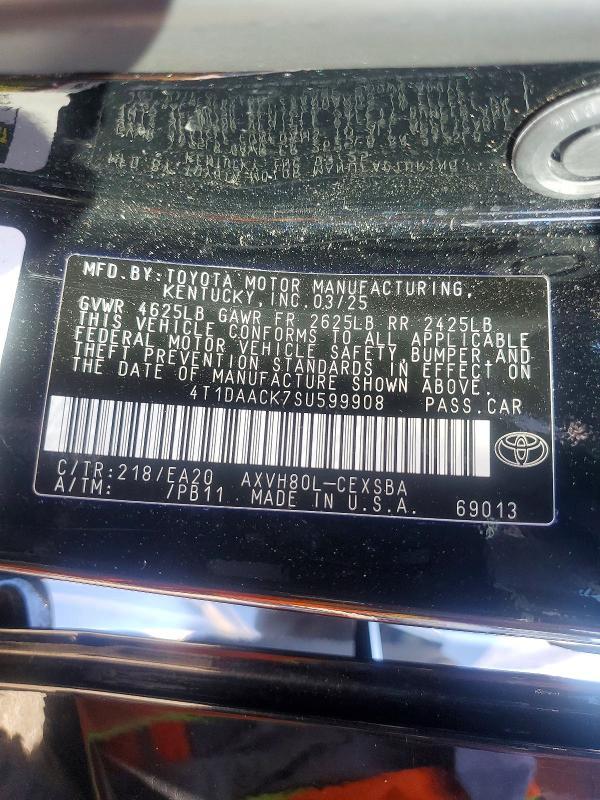 MFD.BY:TOYOTA MOTOR MANUFACTURING,
KENTUCKY,INC.03/25
GVWR 4625LB GAWR FR 2625LB RR 2425LB
THIS VEHICLE CONFORMS TO ALL APPLICABLE
FEDERAL MOTOR VEHICLE SAFETY,BUMPER,AND
THEFT PREVENTION STANDARDS IN EFFECT ON
THE DATE OF MANUFACTURE SHOWN ABOVE.
4T1DAACK7SU599908 PASS.CAR
C/TR:218/EA20 AXVH80L-CEXSBA
A/TM: /PB11 MADE IN U.S.A. 69013